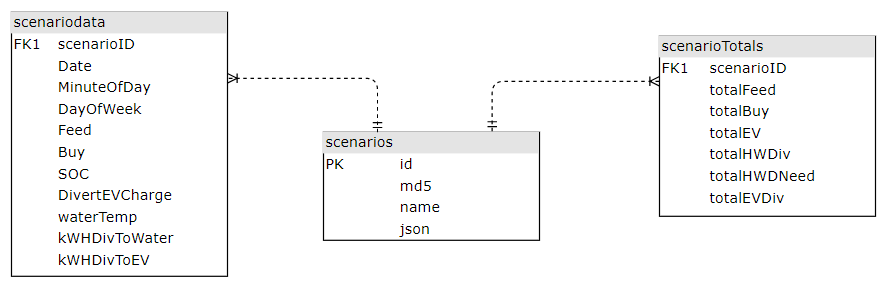 scenariodata
FK1 scenarioID
Date
MinuteOfDay
DayOfWeek
Feed
Buy
SOC
DivertEVCharge
waterTemp
kWHDivToWater
kWHDivToEV
scenarios
PK id
md5
name
json
scenarioTotals
FK1 scenarioID
totalFeed
totalBuy
totalEV
totalHWDiv
totalHWDNeed
totalEVDiv